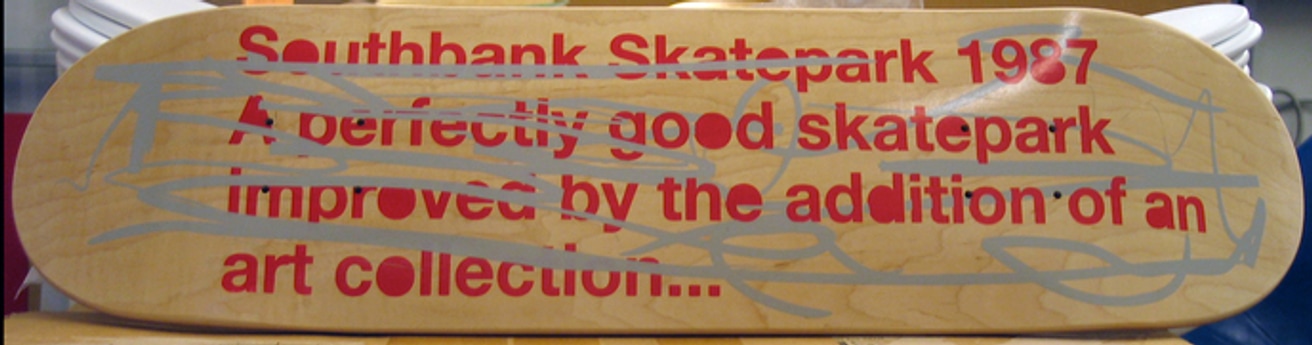 Southbank Skatepark 1987
A perfectly good skatepark
improved by the addition of an
art collection...